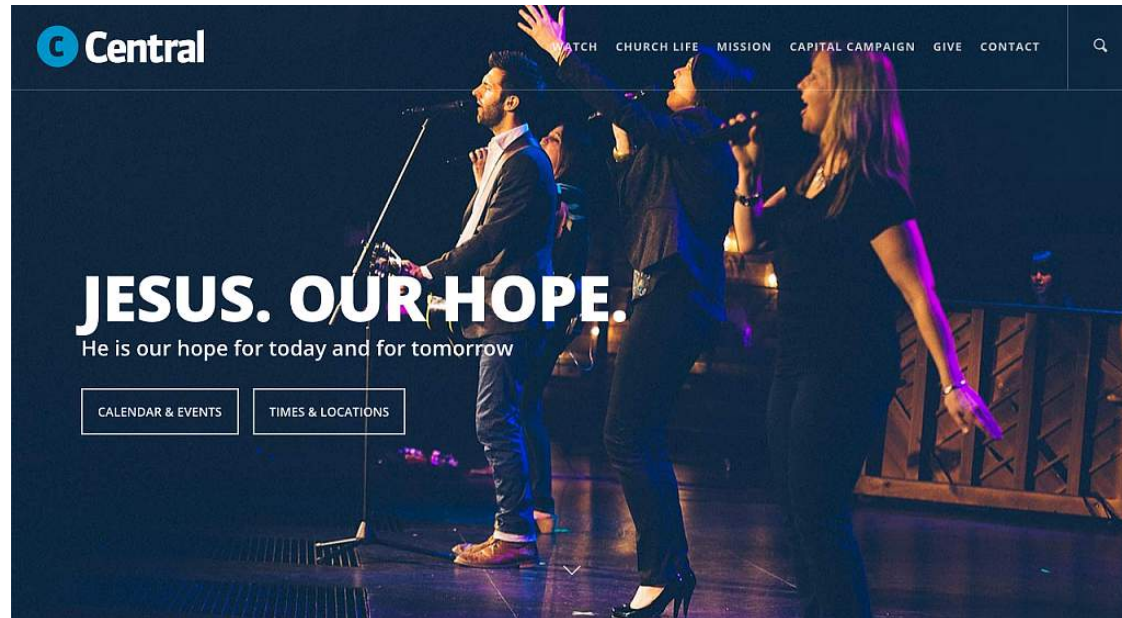 C Central
WATCH CHURCH LIFE MISSION CAPITAL CAMPAIGN GIVE CONTACT
JESUS. OUR HOPE.
He is our hope for today and for tomorrow
CALENDAR & EVENTS TIMES & LOCATIONS